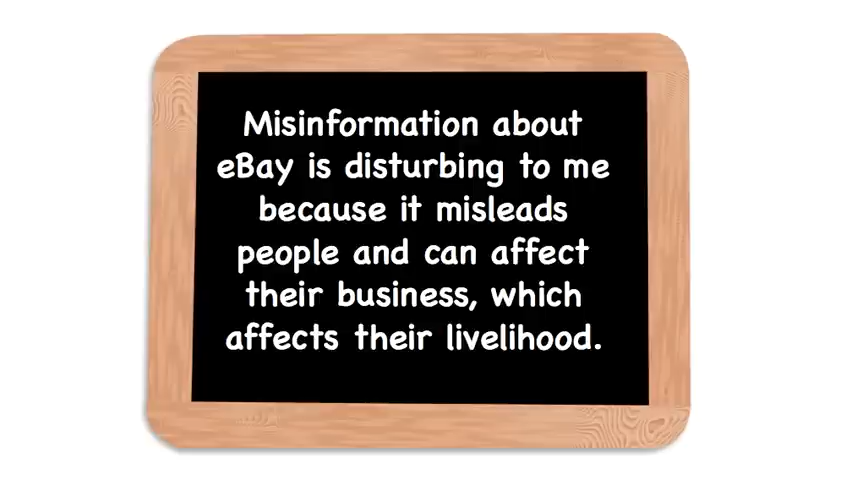 Misinformation about
eBay is disturbing to me
because it misleads
people and can affect
their business, which
affects their livelihood.